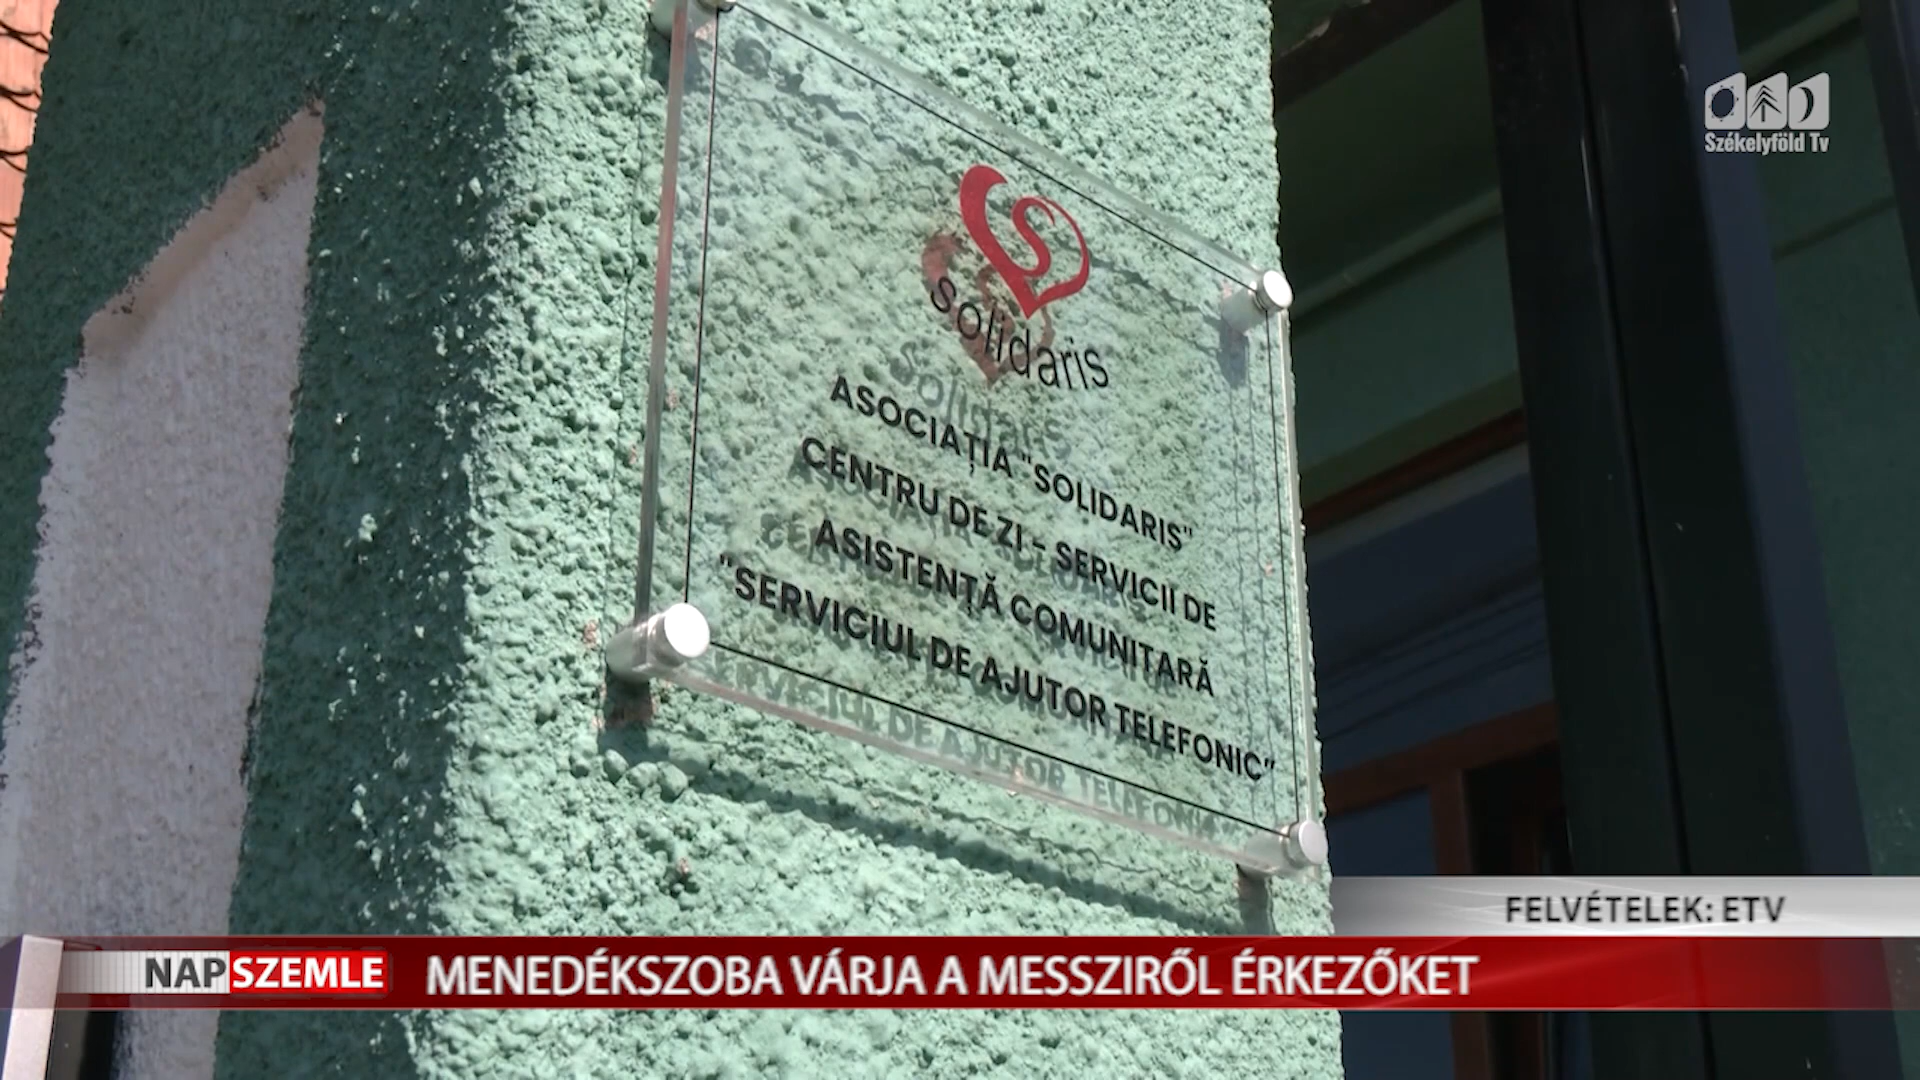 Székelyföld Tv
S
solidaris
ASOCIAȚIA "SOLIDARIS"
CENTRU DE ZI - SERVICII DE
ASISTENȚĂ COMUNITARĂ
"SERVICIUL DE AJUTOR TELEFONIC"
FELVÉTELEK: ETV
NAPSZEMLE
MENEDÉKSZOBA VÁRJA A MESSZIRŐL ÉRKEZŐKET